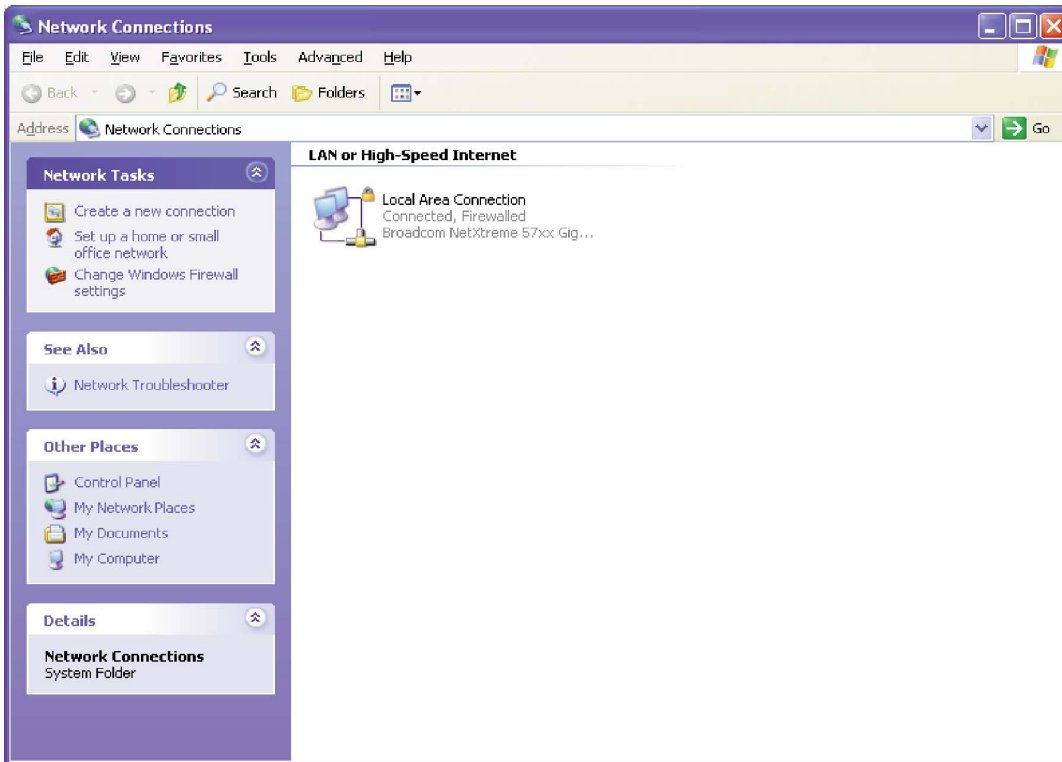 Network Connections
File Edit View Favorites Tools Advanced Help
Back Search Folders
Address Network Connections Go
Network Tasks
Create a new connection
Set up a home or small
office network
Change Windows Firewall
settings
See Also
Network Troubleshooter
Other Places
Control Panel
My Network Places
My Documents
My Computer
Details
Network Connections
System Folder
LAN or High-Speed Internet
Local Area Connection
Connected, Firewalled
Broadcom NetXtreme 57xx Gig...